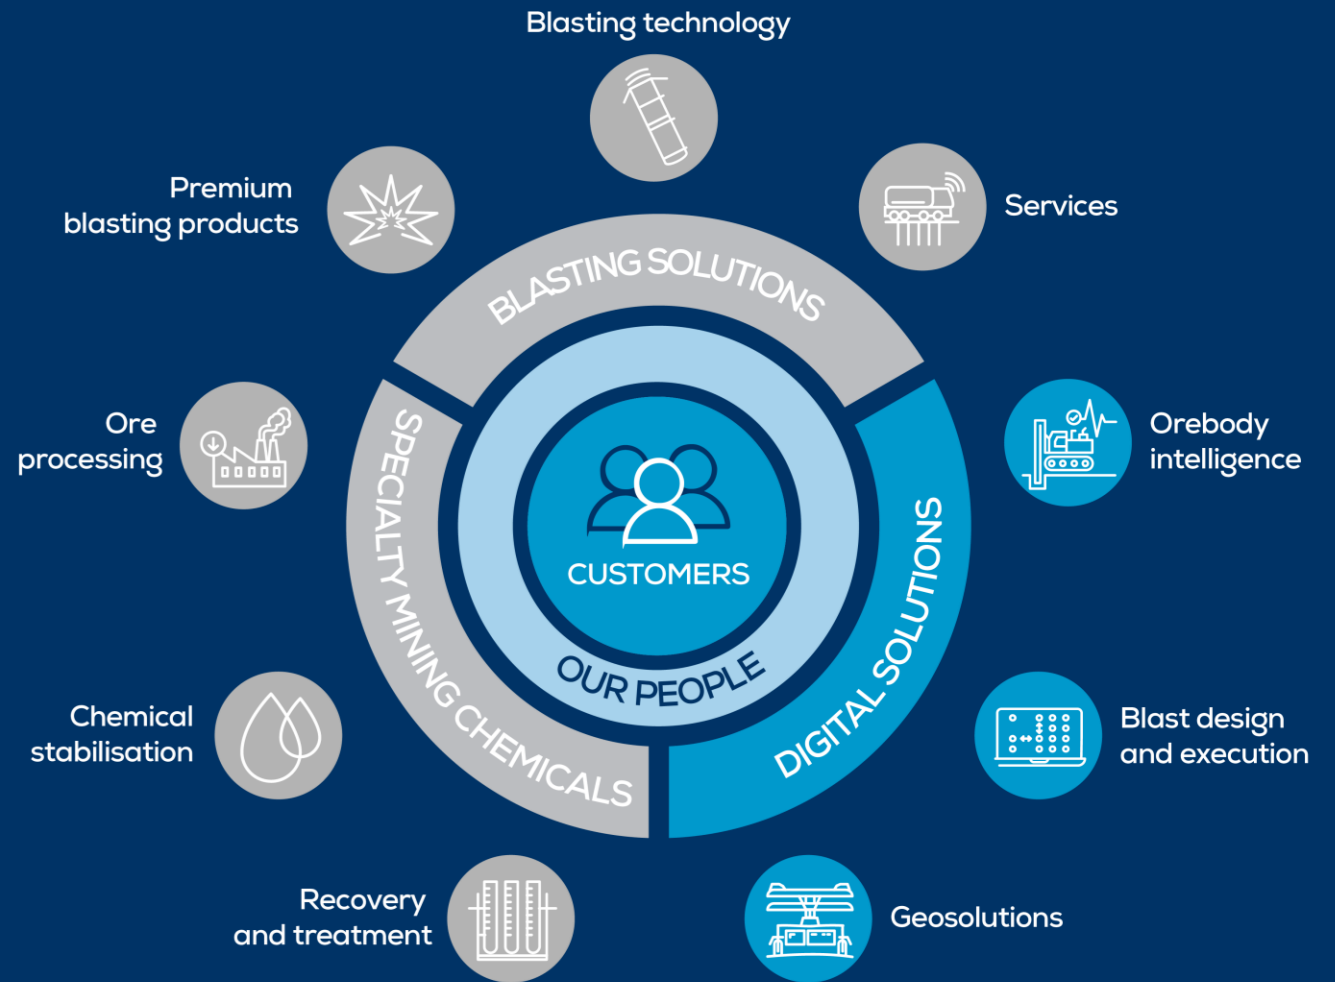 Blasting technology
Premium
blasting products
Services
BLASTING SOLUTIONS
Ore
processing
Orebody
intelligence
SPECIALTY MINING CHEMICALS
CUSTOMERS
OUR PEOPLE
DIGITAL SOLUTIONS
Chemical
stabilisation
Blast design
and execution
Recovery
and treatment
Geosolutions